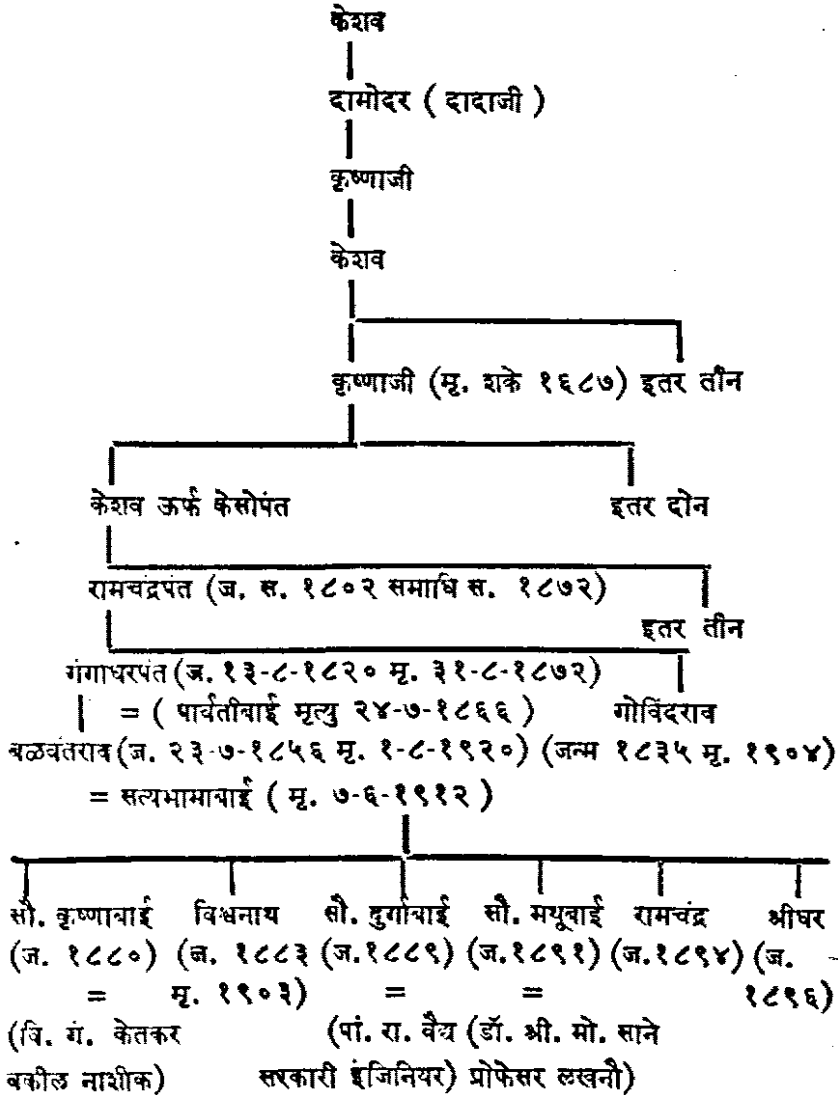 केशव
दामोदर ( दादाजी )
कृष्णाजी
केशव
कृष्णाजी (मृ. शके १६८७) इतर तीन
केशव ऊर्फ केसोपंत इतर दोन
रामचंद्रपंत (ज. स. १८०२ समाधि स. १८७२)
इतर तीन
गंगाधरपंत (ज. १३-८-१८२० मृ. ३१-८-१८७२)
= ( पार्वतीबाई मृत्यु २४-७-१८६६ ) गोविंदराव
बळवंतराव (ज. २३-७-१८५६ मृ. १-८-१९२०) (जन्म १८३५ मृ. १९०४)
= सत्यभामाबाई ( मृ. ७-६-१९१२ )
सौ. कृष्णाबाई विश्वनाथ सौ. दुर्गाबाई सौ. मथूबाई रामचंद्र श्रीधर
(ज. १८८०) (ज. १८८३ (ज.१८८९) (ज.१८९१) (ज.१८९४) (ज.
= मृ. १९०३) = = १८९६)
(वि. गं. केतकर (पां. रा. वैद्य (डॉ. श्री. मो. साने
वकील नाशीक) सरकारी इंजिनियर) प्रोफेसर लखनौ)